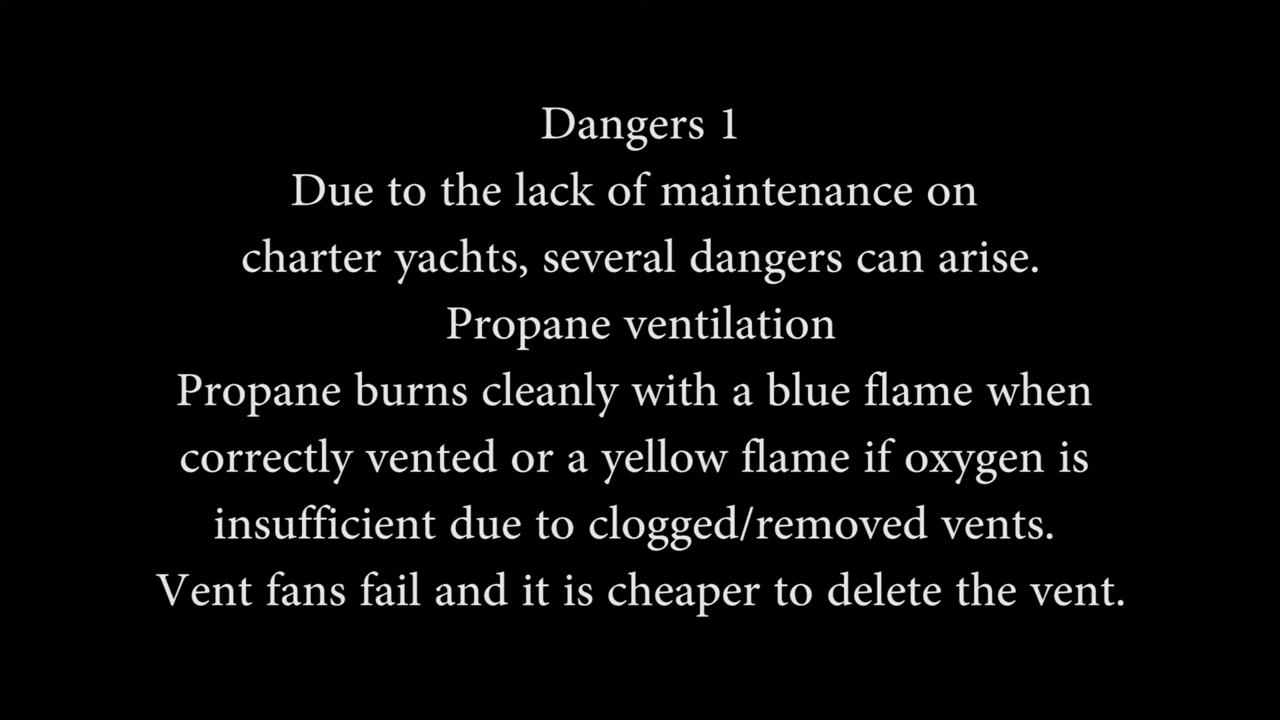 Dangers 1
Due to the lack of maintenance on
charter yachts, several dangers can arise.
Propane ventilation
Propane burns cleanly with a blue flame when
correctly vented or a yellow flame if oxygen is
insufficient due to clogged/removed vents.
Vent fans fail and it is cheaper to delete the vent.